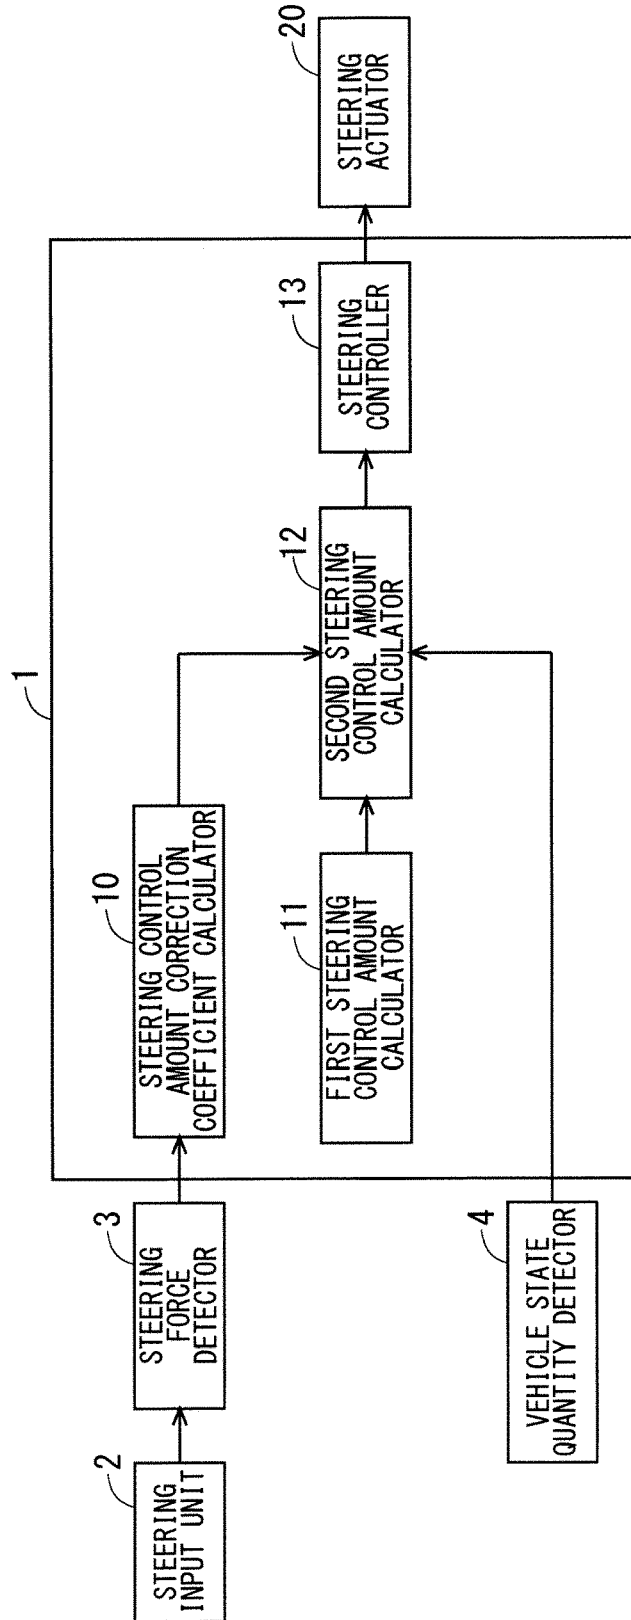 1
2
STEERING
INPUT UNIT
3
STEERING
FORCE
DETECTOR
10
STEERING CONTROL
AMOUNT CORRECTION
COEFFICIENT CALCULATOR
11
FIRST STEERING
CONTROL AMOUNT
CALCULATOR
12
SECOND STEERING
CONTROL AMOUNT
CALCULATOR
13
STEERING
CONTROLLER
20
STEERING
ACTUATOR
4
VEHICLE STATE
QUANTITY DETECTOR